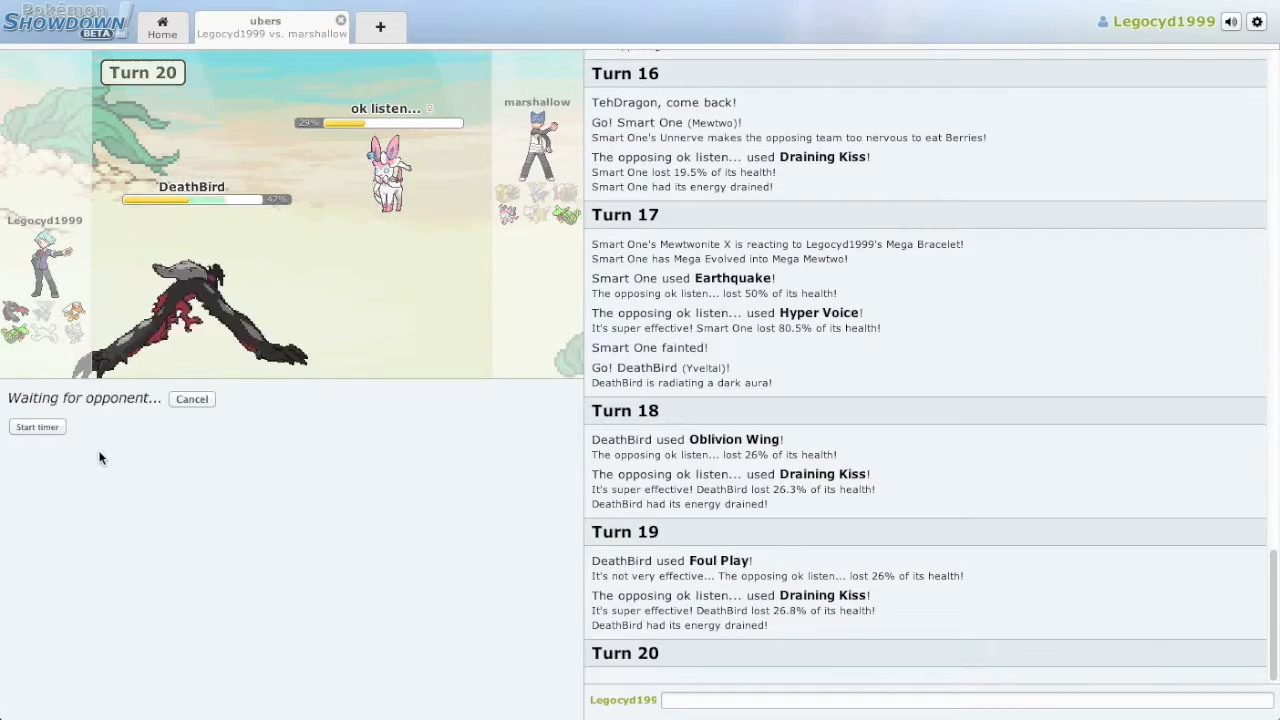 Pokémon
SHOWDOWN!
BETA
Home
ubers
Legocyd1999 vs. marshallow
+
Legocyd1999
Turn 20
ok listen...
29%
marshallow
DeathBird
47%
Legocyd1999
Waiting for opponent... Cancel
Start timer
Turn 16
TehDragon, come back!
Go! Smart One (Mewtwo)!
Smart One's Unnerve makes the opposing team too nervous to eat Berries!
The opposing ok listen... used Draining Kiss!
Smart One lost 19.5% of its health!
Smart One had its energy drained!
Turn 17
Smart One's Mewtwonite X is reacting to Legocyd1999's Mega Bracelet!
Smart One has Mega Evolved into Mega Mewtwo!
Smart One used Earthquake!
The opposing ok listen... lost 50% of its health!
The opposing ok listen... used Hyper Voice!
It's super effective! Smart One lost 80.5% of its health!
Smart One fainted!
Go! DeathBird (Yveltal)!
DeathBird is radiating a dark aura!
Turn 18
DeathBird used Oblivion Wing!
The opposing ok listen... lost 26% of its health!
The opposing ok listen... used Draining Kiss!
It's super effective! DeathBird lost 26.3% of its health!
DeathBird had its energy drained!
Turn 19
DeathBird used Foul Play!
It's not very effective... The opposing ok listen... lost 26% of its health!
The opposing ok listen... used Draining Kiss!
It's super effective! DeathBird lost 26.8% of its health!
DeathBird had its energy drained!
Turn 20
Legocyd199